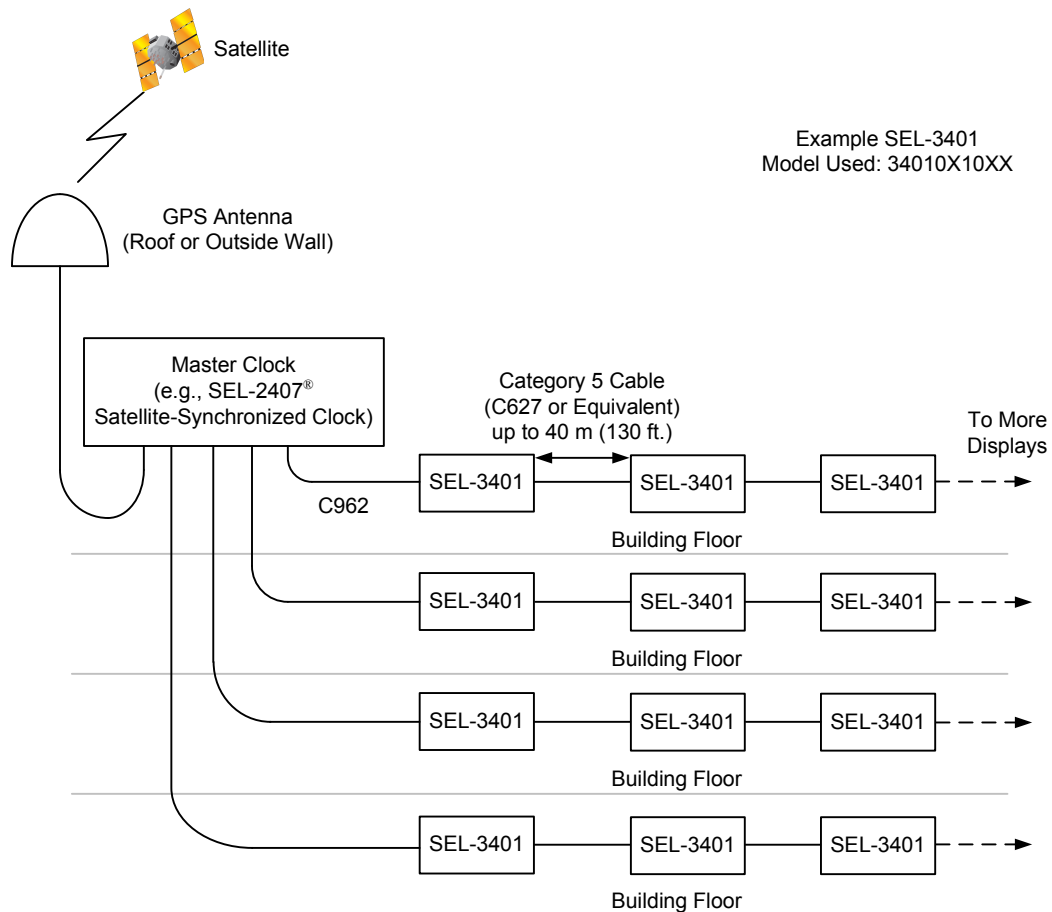 Satellite
Example SEL-3401
Model Used: 34010X10XX
GPS Antenna
(Roof or Outside Wall)
Master Clock
(e.g., SEL-2407®
Satellite-Synchronized Clock)
Category 5 Cable
(C627 or Equivalent)
up to 40 m (130 ft.)
To More
Displays
C962
SEL-3401
SEL-3401
SEL-3401
Building Floor
SEL-3401
SEL-3401
SEL-3401
Building Floor
SEL-3401
SEL-3401
SEL-3401
Building Floor
SEL-3401
SEL-3401
SEL-3401
Building Floor